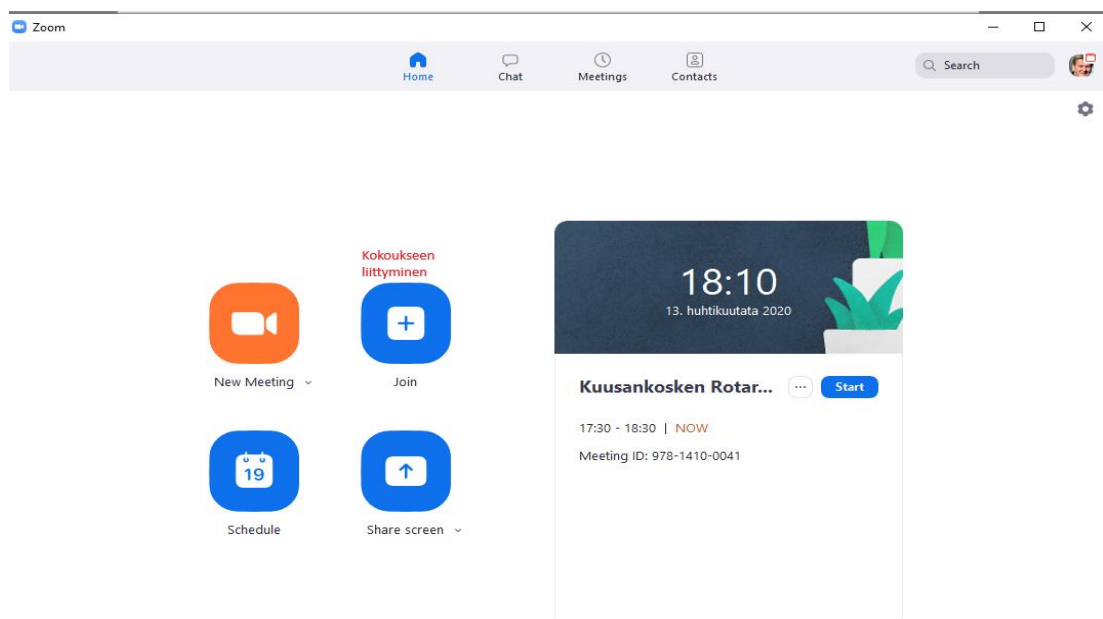 Zoom
Home
Chat
Meetings
Contacts
Search
Kokoukseen
liittyminen
New Meeting
Join
19
Schedule
Share screen
18:10
13. huhtikuutata 2020
Kuusankosken Rotar...
Start
17:30 - 18:30 | NOW
Meeting ID: 978-1410-0041